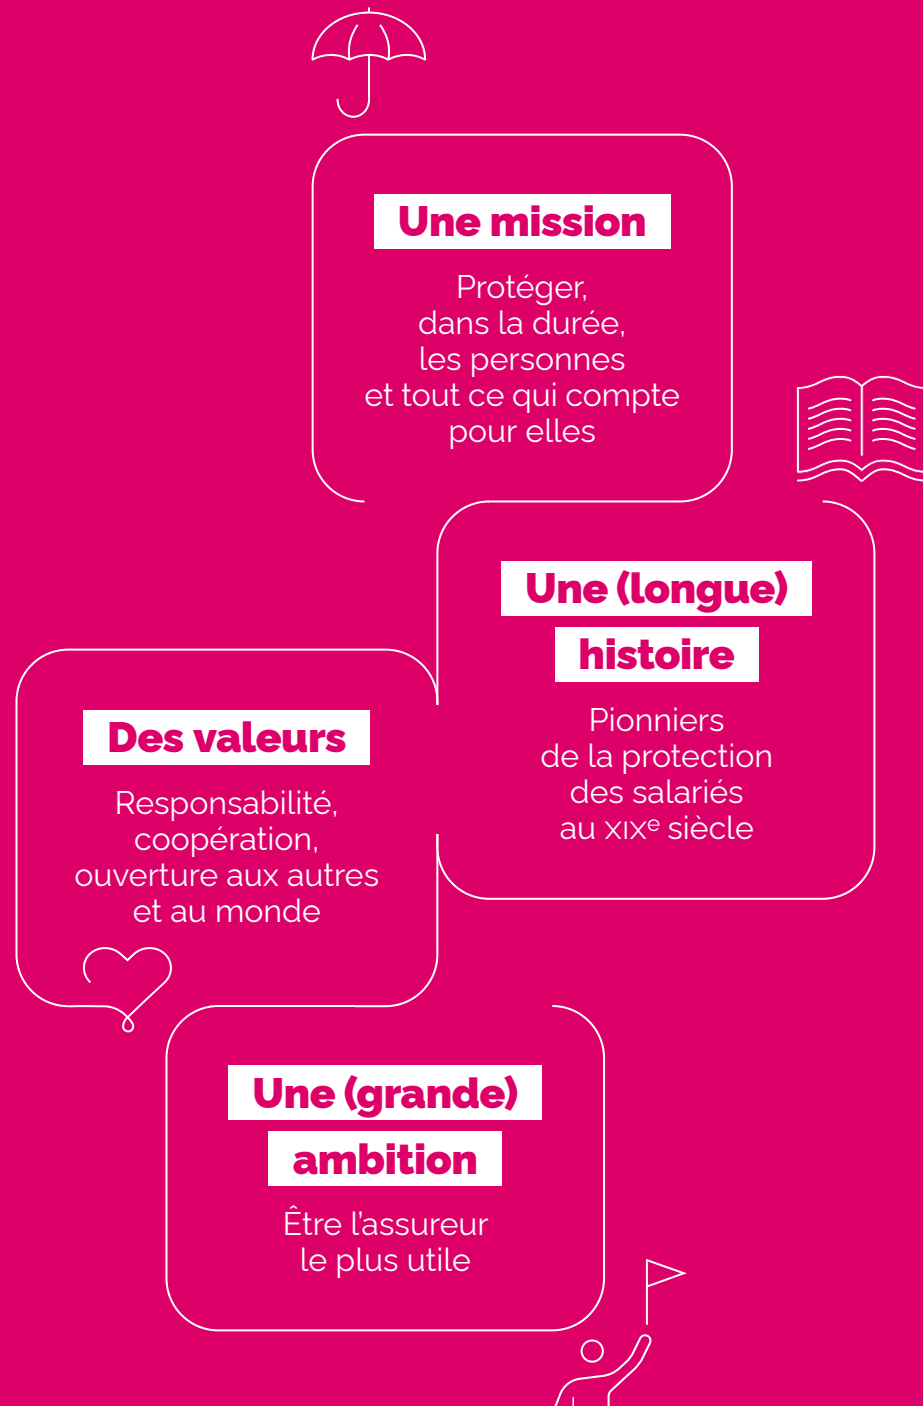 Une mission
Protéger,
dans la durée,
les personnes
et tout ce qui compte
pour elles
Une (longue)
histoire
Pionniers
de la protection
des salariés
au XIXᵉ siècle
Des valeurs
Responsabilité,
coopération,
ouverture aux autres
et au monde
Une (grande)
ambition
Être l’assureur
le plus utile